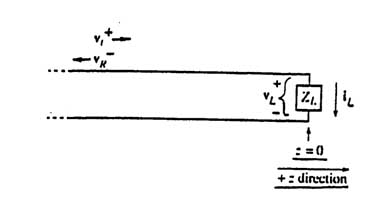 v_i^+
v_R^-
+
v_L
-
Z_L.
i_L
z = 0
+ z direction